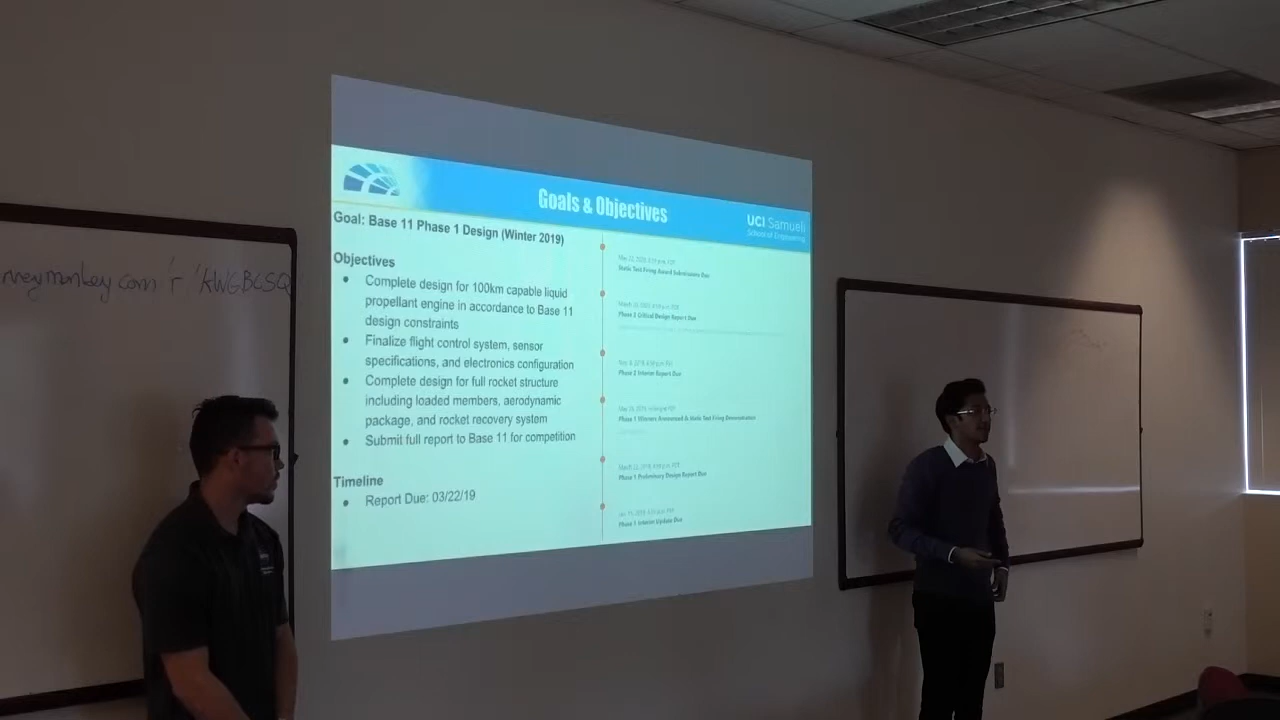 neymonkey.com
Goals & Objectives
UCI Samueli
School of Engineering
Goal: Base 11 Phase 1 Design (Winter 2019)
Objectives
● Complete design for 100km capable liquid
propellant engine in accordance to Base 11
design constraints
● Finalize flight control system, sensor
specifications, and electronics configuration
● Complete design for full rocket structure
including loaded members, aerodynamic
package, and rocket recovery system
● Submit full report to Base 11 for competition
Timeline
● Report Due: 03/22/19
Static Test Firing Award Submissions Due
Phase 2 Critical Design Report Due
Phase 2 Interim Report Due
Phase 1 Winners Announced & Static Test Firing Demonstration
Phase 1 Preliminary Design Report Due
Phase 1 Interim Update Due